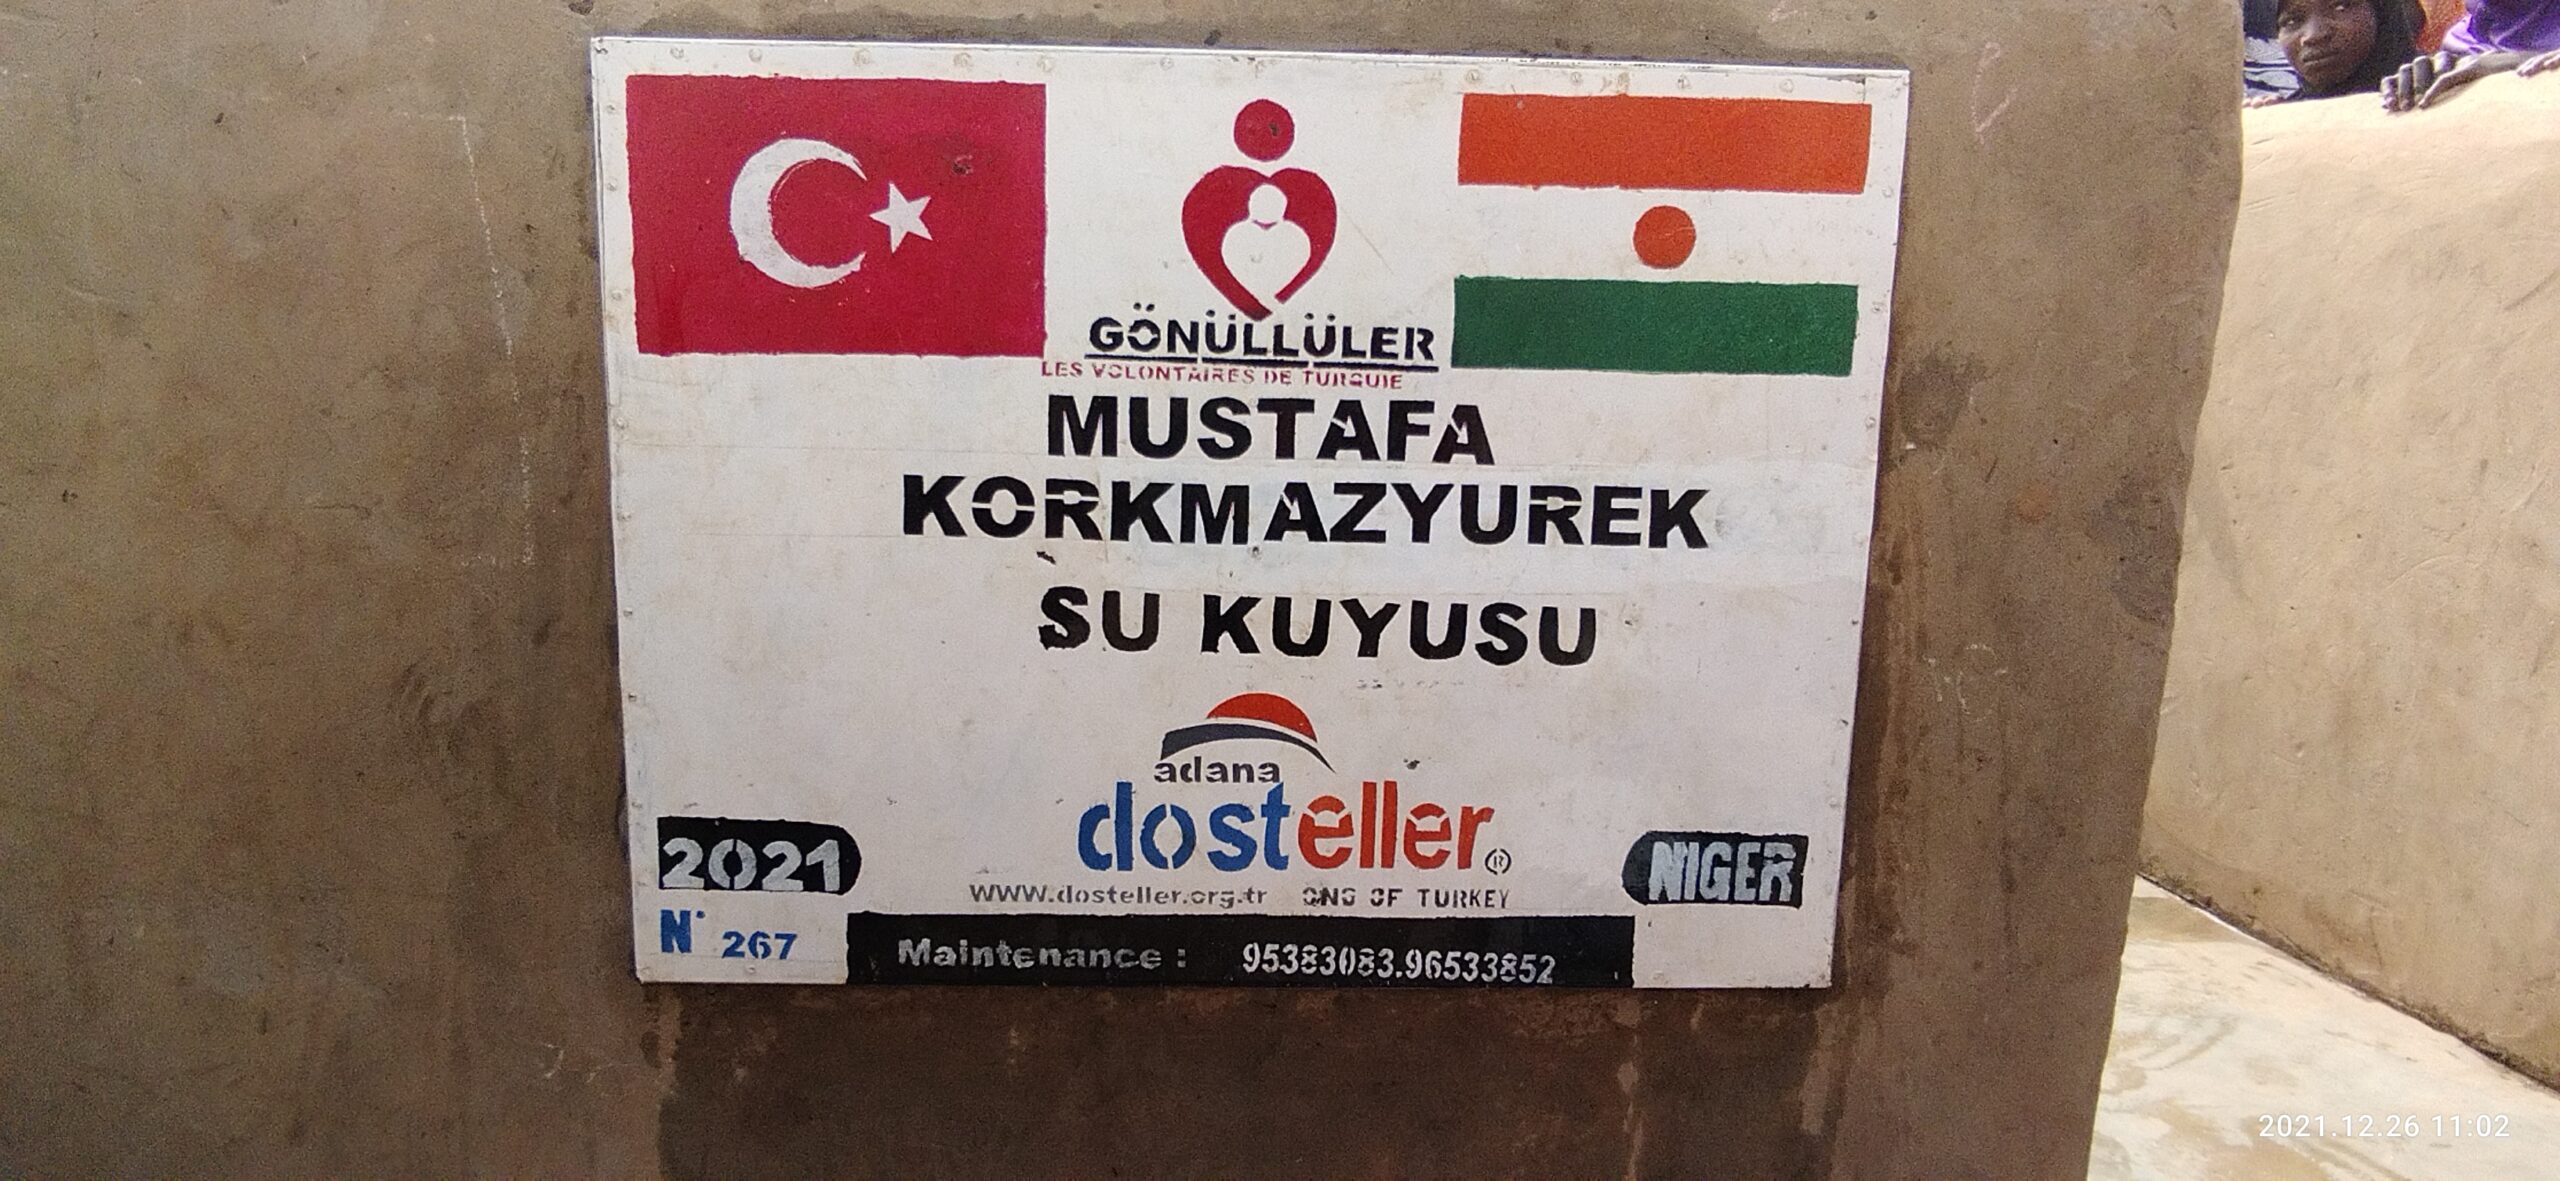 GÖNÜLLÜLER
LES VOLONTAIRES DE TURQUIE
MUSTAFA
KORKMAZYUREK
SU KUYUSU
adana
dosteller®
www.dosteller.org.tr ONG OF TURKEY
2021
NIGER
N° 267
Maintenance : 95383083.96533852
2021.12.26 11:02